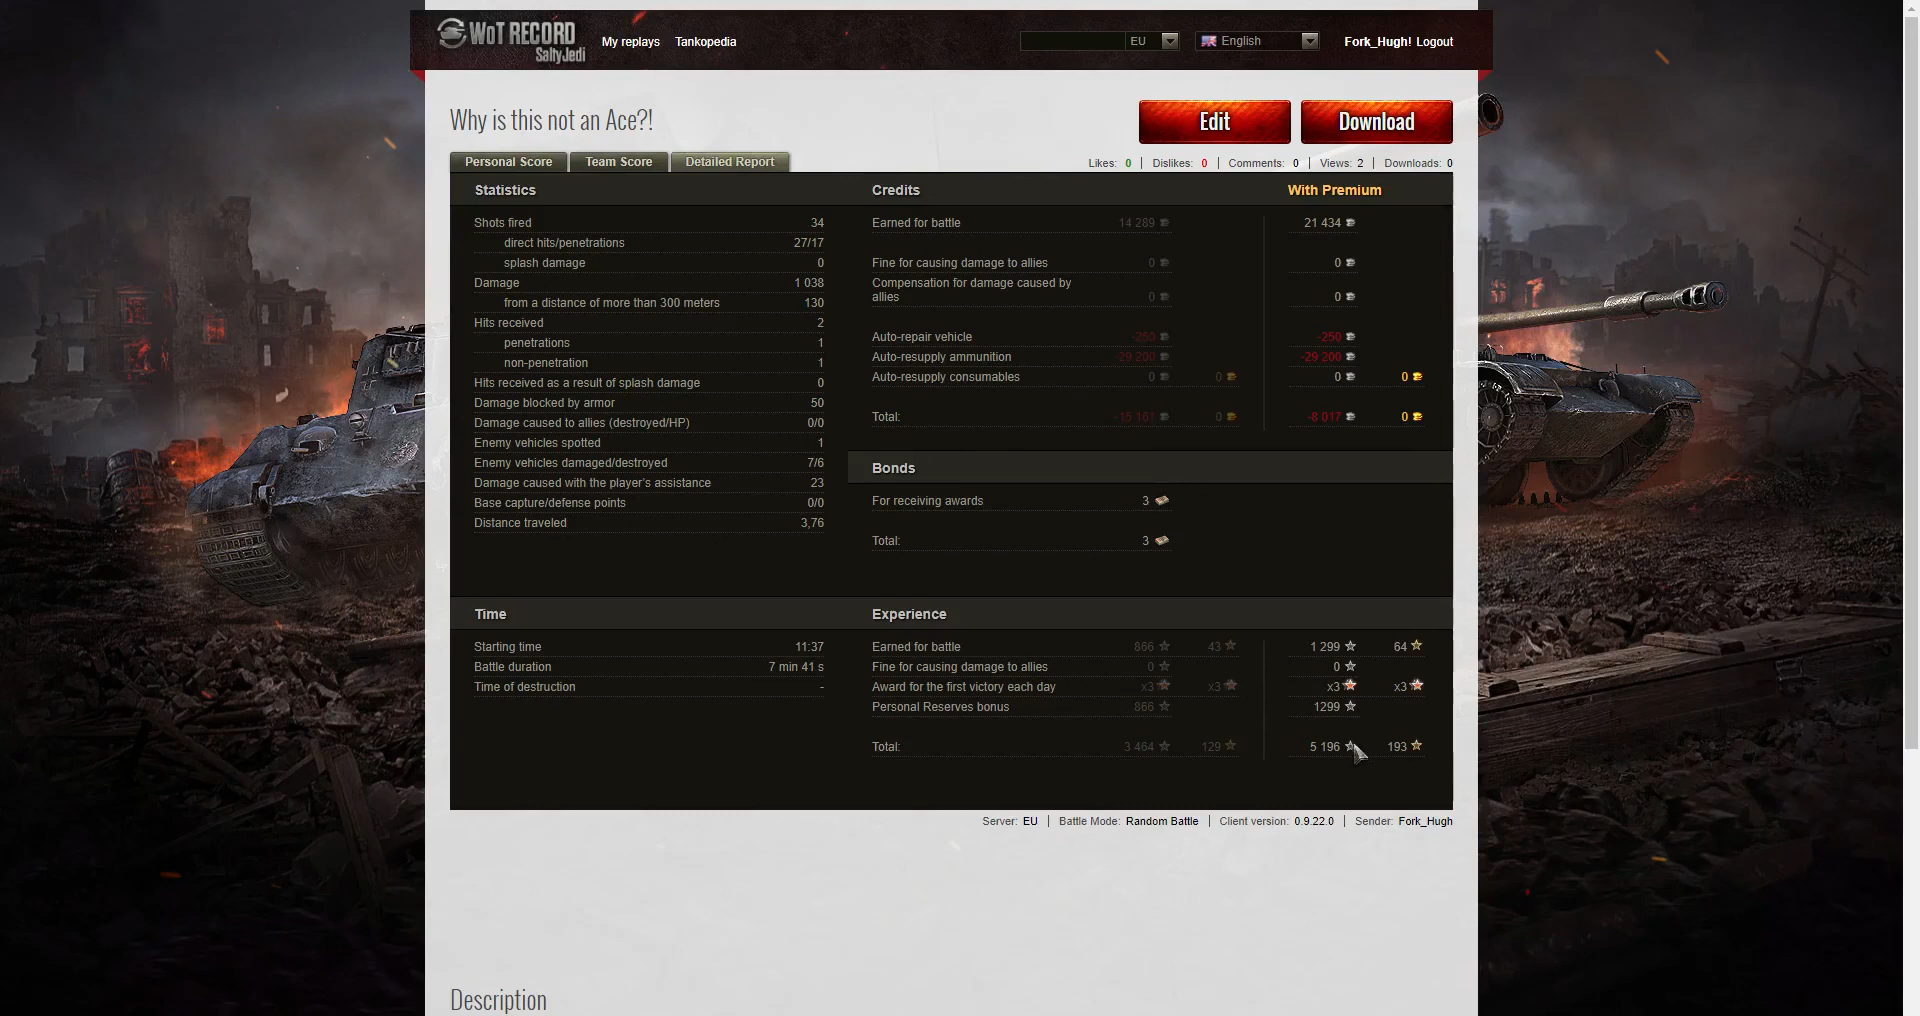 WoT RECORD
SaltyJedi
My replays Tankopedia
EU
English
Fork_Hugh! Logout
Why is this not an Ace?!
Edit
Download
Personal Score Team Score Detailed Report
Likes: 0 | Dislikes: 0 | Comments: 0 | Views: 2 | Downloads: 0
Statistics
Shots fired 34
direct hits/penetrations 27/17
splash damage 0
Damage 1 038
from a distance of more than 300 meters 130
Hits received 2
penetrations 1
non-penetration 1
Hits received as a result of splash damage 0
Damage blocked by armor 50
Damage caused to allies (destroyed/HP) 0/0
Enemy vehicles spotted 1
Enemy vehicles damaged/destroyed 7/6
Damage caused with the player's assistance 23
Base capture/defense points 0/0
Distance traveled 3,76
Credits With Premium
Earned for battle 14 289 21 434
Fine for causing damage to allies 0 0
Compensation for damage caused by
allies 0 0
Auto-repair vehicle -250 -250
Auto-resupply ammunition -29 200 -29 200
Auto-resupply consumables 0 0 0 0
Total: -15 161 0 -8 017 0
Bonds
For receiving awards 3
Total: 3
Time
Starting time 11:37
Battle duration 7 min 41 s
Time of destruction -
Experience
Earned for battle 866 43 1 299 64
Fine for causing damage to allies 0 0
Award for the first victory each day x3 x3 x3 x3
Personal Reserves bonus 866 1299
Total: 3 464 129 5 196 193
Server: EU | Battle Mode: Random Battle | Client version: 0.9.22.0 | Sender: Fork_Hugh
Description